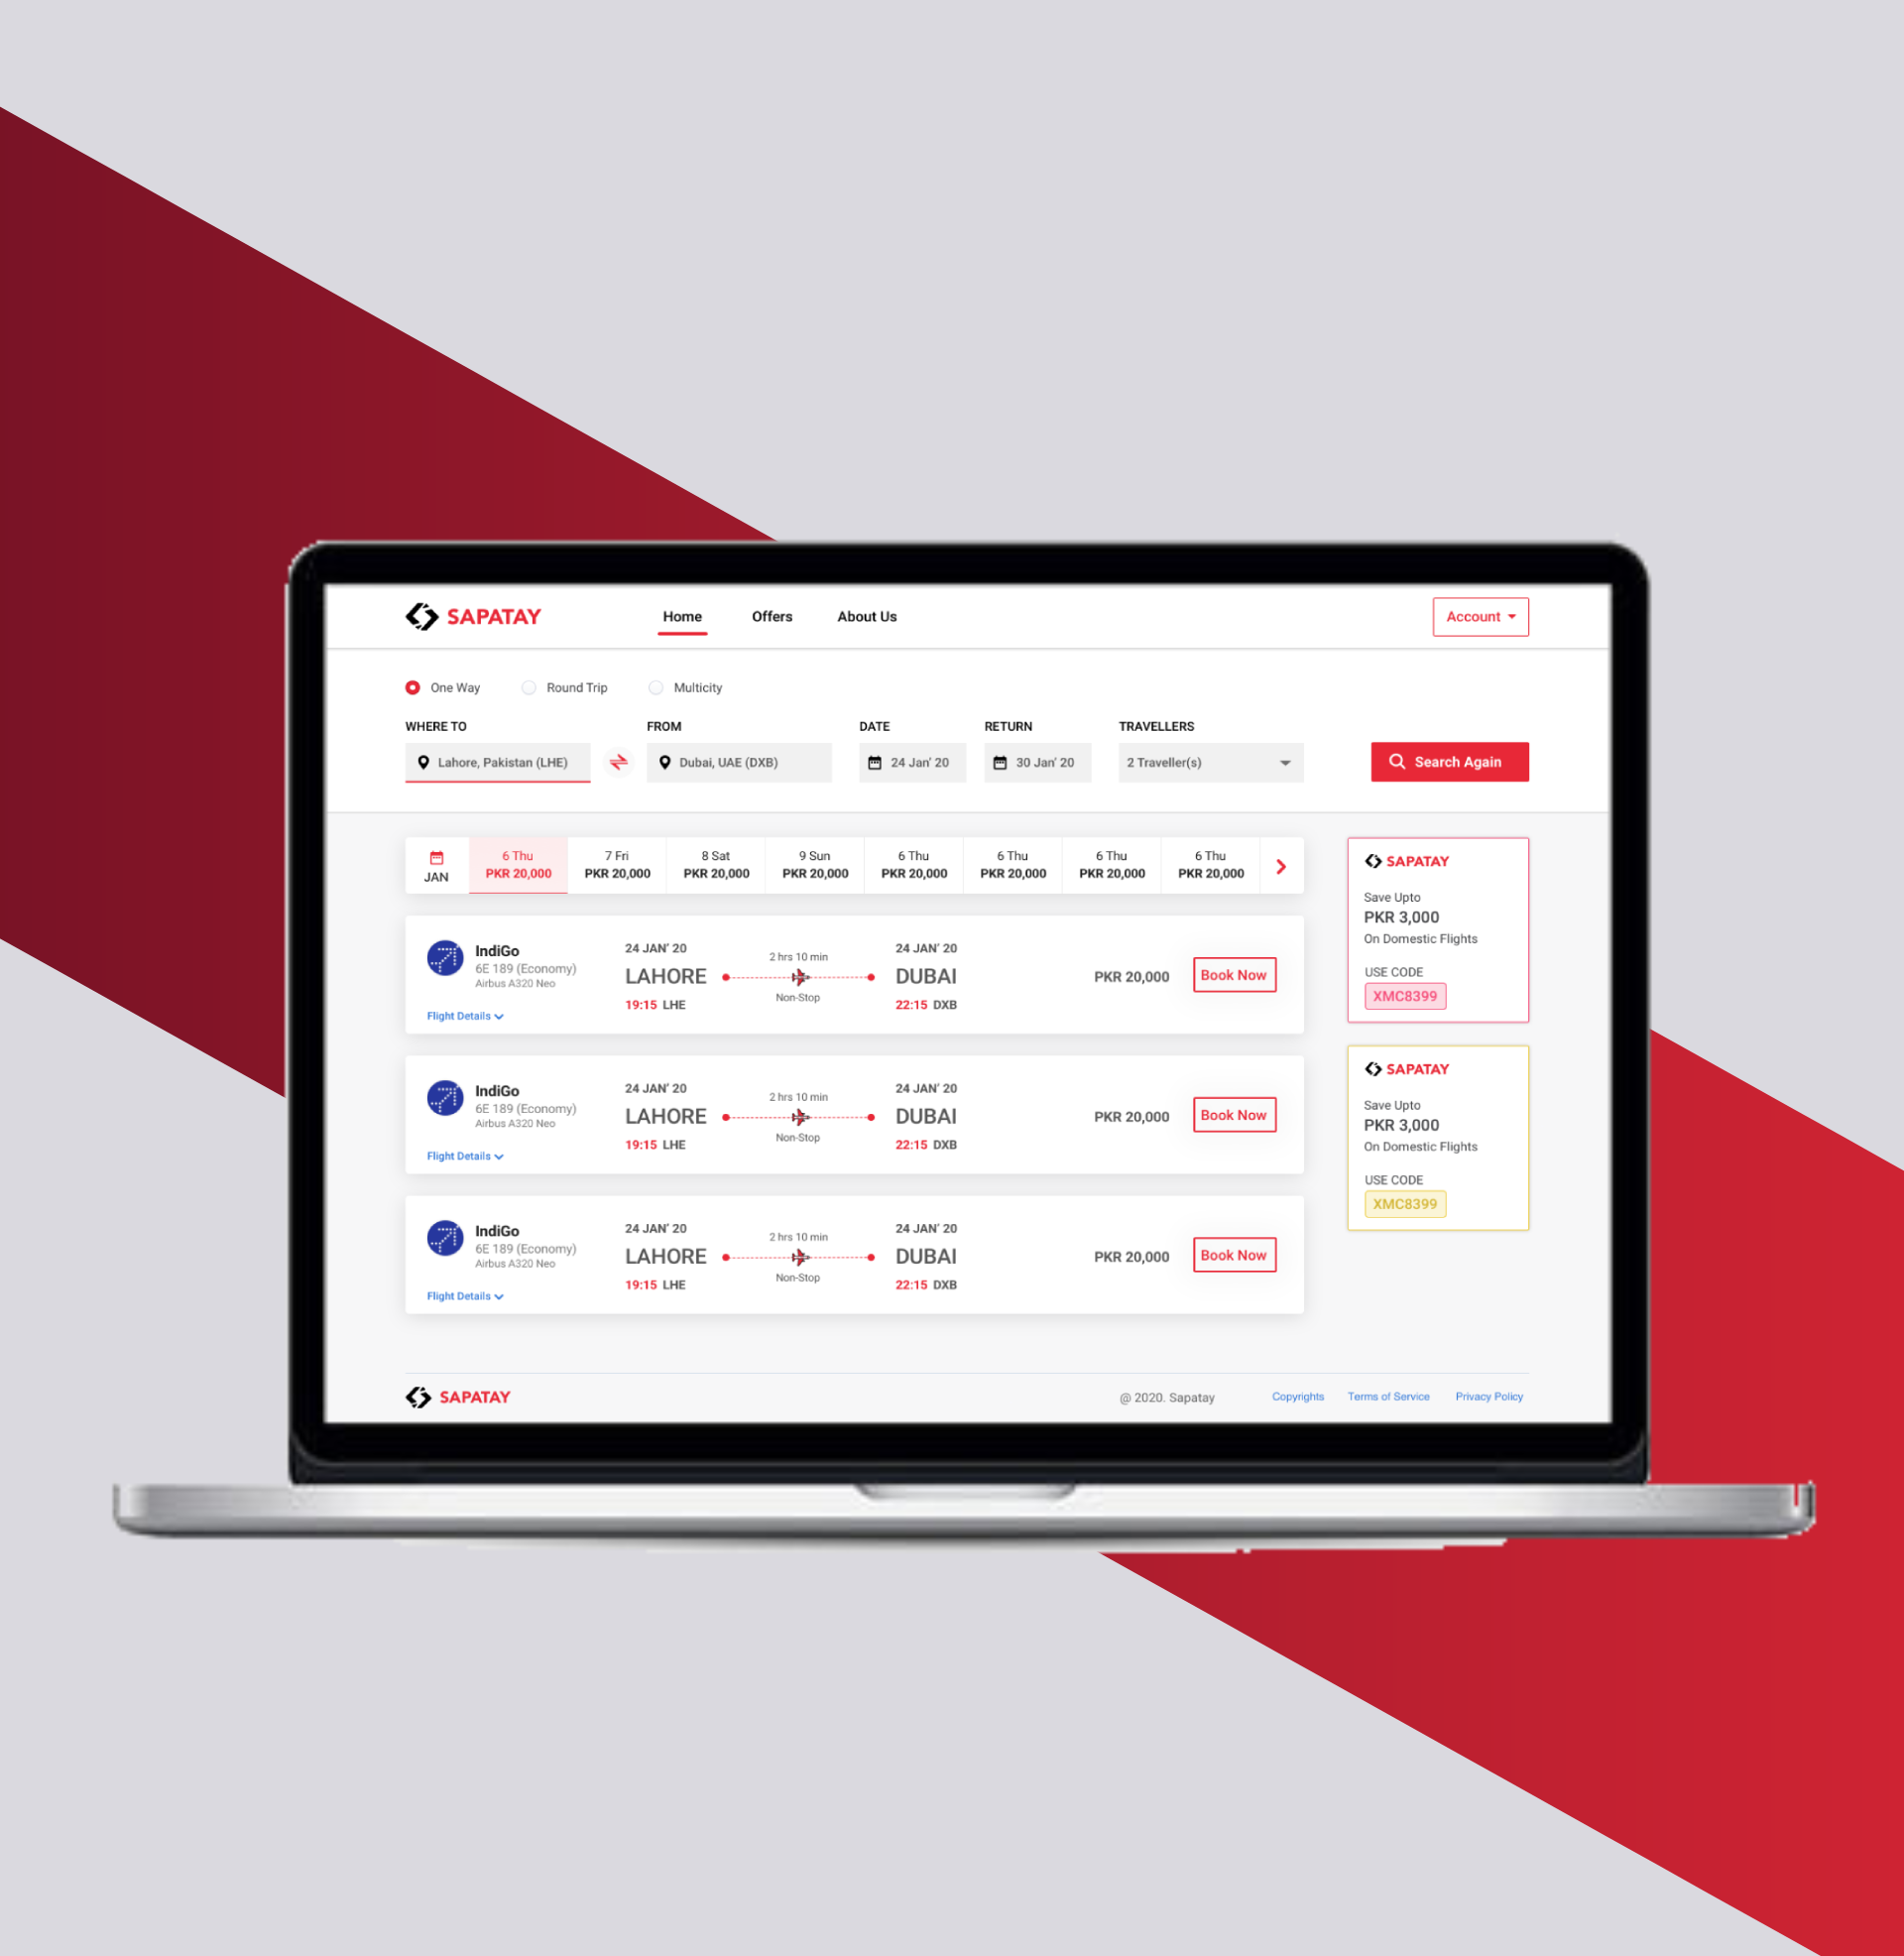 SAPATAY
Home Offers About Us
Account
One Way Round Trip Multicity
WHERE TO FROM DATE RETURN TRAVELLERS
Lahore, Pakistan (LHE) Dubai, UAE (DXB) 24 Jan' 20 30 Jan' 20 2 Traveller(s) Search Again
6 Thu 7 Fri 8 Sat 9 Sun 6 Thu 6 Thu 6 Thu 6 Thu
JAN PKR 20,000 PKR 20,000 PKR 20,000 PKR 20,000 PKR 20,000 PKR 20,000 PKR 20,000 PKR 20,000
IndiGo
6E 189 (Economy)
Airbus A320 Neo
Flight Details
24 JAN' 20
LAHORE
19:15 LHE
2 hrs 10 min
Non-Stop
24 JAN' 20
DUBAI
22:15 DXB
PKR 20,000
Book Now
IndiGo
6E 189 (Economy)
Airbus A320 Neo
Flight Details
24 JAN' 20
LAHORE
19:15 LHE
2 hrs 10 min
Non-Stop
24 JAN' 20
DUBAI
22:15 DXB
PKR 20,000
Book Now
IndiGo
6E 189 (Economy)
Airbus A320 Neo
Flight Details
24 JAN' 20
LAHORE
19:15 LHE
2 hrs 10 min
Non-Stop
24 JAN' 20
DUBAI
22:15 DXB
PKR 20,000
Book Now
SAPATAY
Save Upto
PKR 3,000
On Domestic Flights
USE CODE
XMC8399
SAPATAY
Save Upto
PKR 3,000
On Domestic Flights
USE CODE
XMC8399
SAPATAY
@ 2020. Sapatay Copyrights Terms of Service Privacy Policy